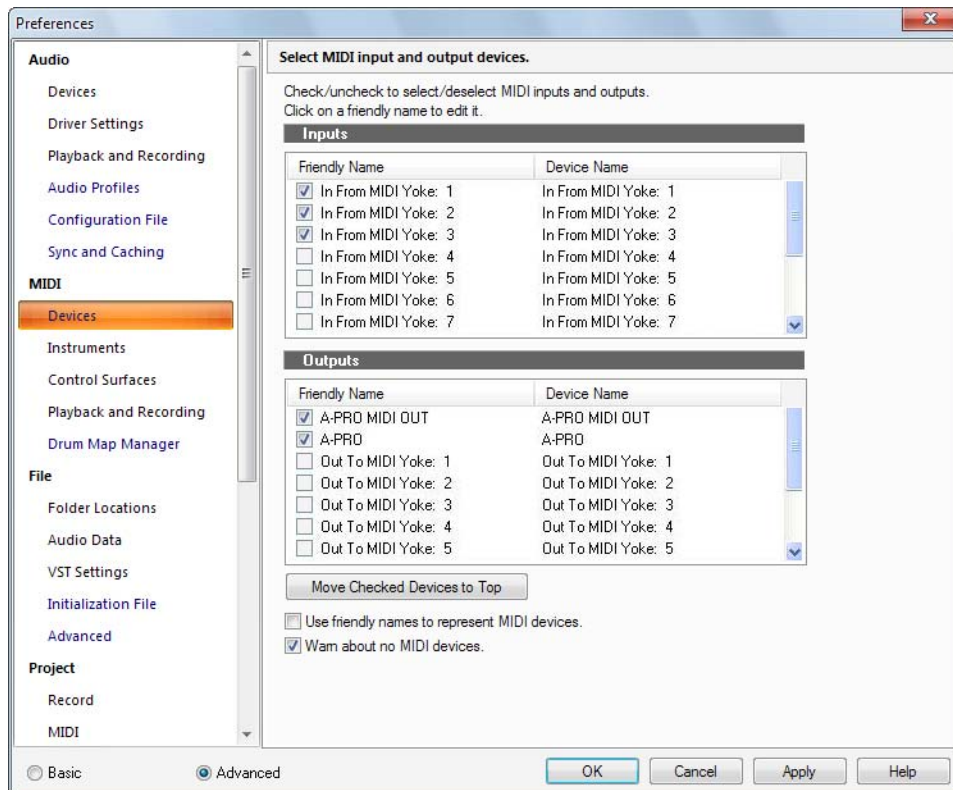 Preferences
Audio
Devices
Driver Settings
Playback and Recording
Audio Profiles
Configuration File
Sync and Caching
MIDI
Devices
Instruments
Control Surfaces
Playback and Recording
Drum Map Manager
File
Folder Locations
Audio Data
VST Settings
Initialization File
Advanced
Project
Record
MIDI
Basic
Advanced
Select MIDI input and output devices.
Check/uncheck to select/deselect MIDI inputs and outputs.
Click on a friendly name to edit it.
Inputs
Friendly Name Device Name
In From MIDI Yoke: 1 In From MIDI Yoke: 1
In From MIDI Yoke: 2 In From MIDI Yoke: 2
In From MIDI Yoke: 3 In From MIDI Yoke: 3
In From MIDI Yoke: 4 In From MIDI Yoke: 4
In From MIDI Yoke: 5 In From MIDI Yoke: 5
In From MIDI Yoke: 6 In From MIDI Yoke: 6
In From MIDI Yoke: 7 In From MIDI Yoke: 7
Outputs
Friendly Name Device Name
A-PRO MIDI OUT A-PRO MIDI OUT
A-PRO A-PRO
Out To MIDI Yoke: 1 Out To MIDI Yoke: 1
Out To MIDI Yoke: 2 Out To MIDI Yoke: 2
Out To MIDI Yoke: 3 Out To MIDI Yoke: 3
Out To MIDI Yoke: 4 Out To MIDI Yoke: 4
Out To MIDI Yoke: 5 Out To MIDI Yoke: 5
Move Checked Devices to Top
Use friendly names to represent MIDI devices.
Warn about no MIDI devices.
OK Cancel Apply Help